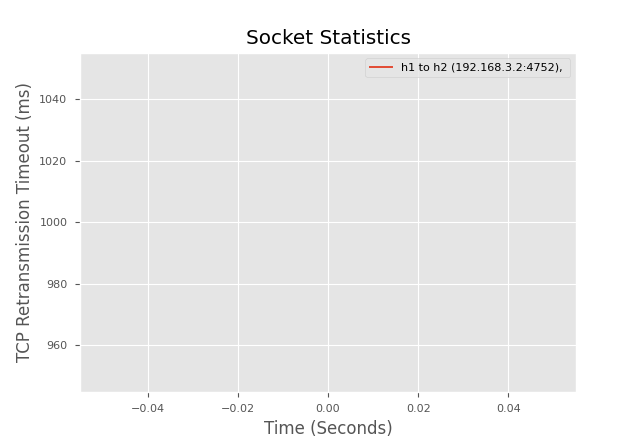 Socket Statistics
h1 to h2 (192.168.3.2:4752),
TCP Retransmission Timeout (ms)
1040
1020
1000
980
960
−0.04
−0.02
0.00
0.02
0.04
Time (Seconds)